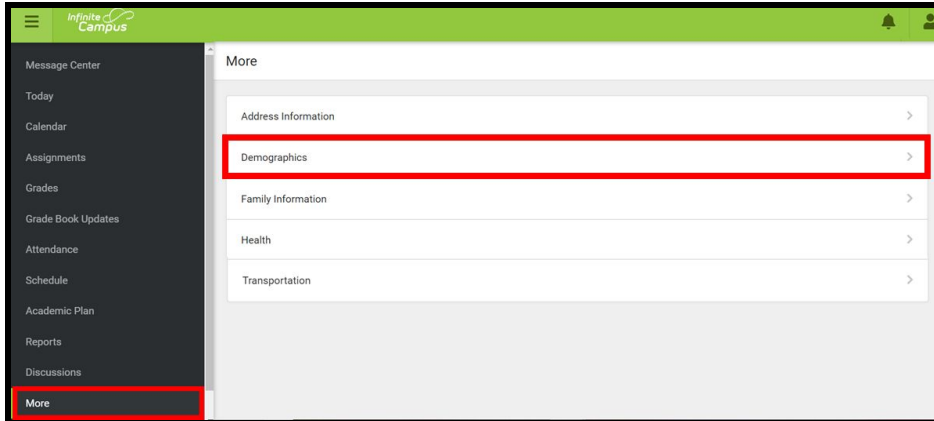 Infinite
Campus
Message Center
Today
Calendar
Assignments
Grades
Grade Book Updates
Attendance
Schedule
Academic Plan
Reports
Discussions
More
More
Address Information
Demographics
Family Information
Health
Transportation